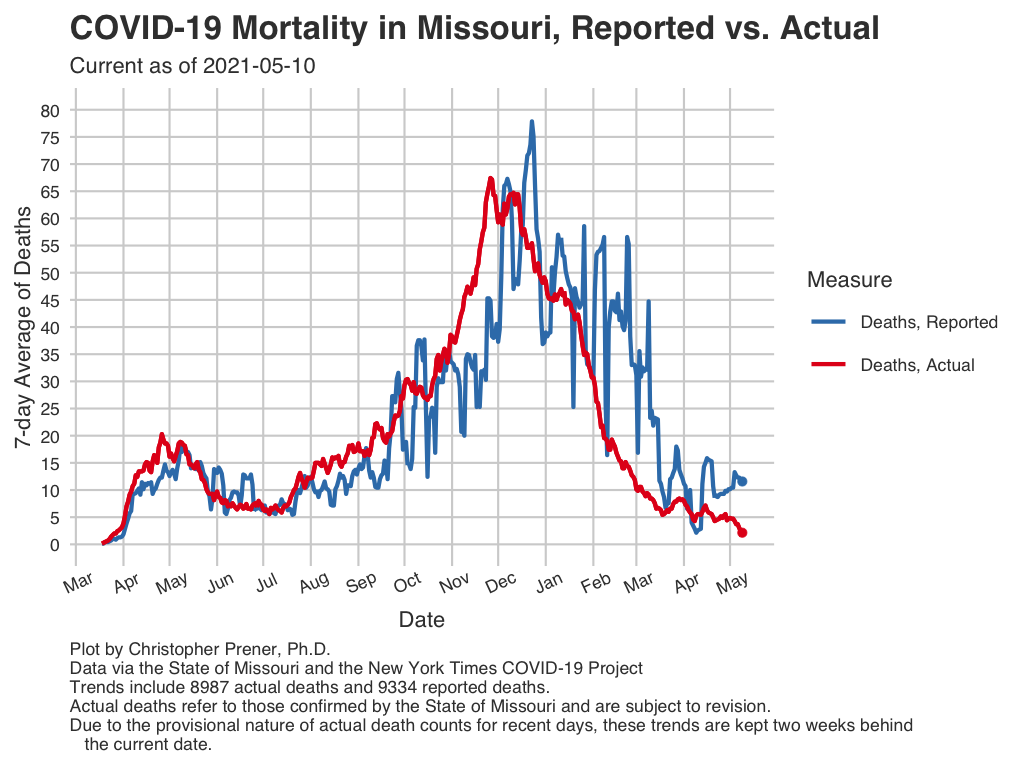 COVID-19 Mortality in Missouri, Reported vs. Actual
Current as of 2021-05-10
80
75
70
65
60
55
50
45
40
35
30
25
20
15
10
5
0
7-day Average of Deaths
Mar Apr May Jun Jul Aug Sep Oct Nov Dec Jan Feb Mar Apr May
Date
Measure
Deaths, Reported
Deaths, Actual
Plot by Christopher Prener, Ph.D.
Data via the State of Missouri and the New York Times COVID-19 Project
Trends include 8987 actual deaths and 9334 reported deaths.
Actual deaths refer to those confirmed by the State of Missouri and are subject to revision.
Due to the provisional nature of actual death counts for recent days, these trends are kept two weeks behind
the current date.